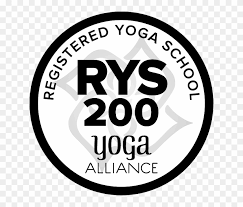 REGISTERED YOGA SCHOOL
RYS
200
yoga
ALLIANCE